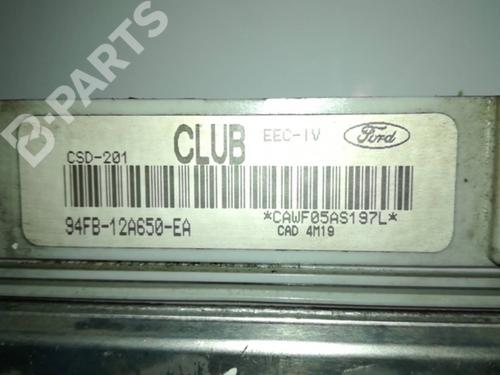 B-PARTS
CLUB EEC-IV Ford
CSD-201
94FB-12A650-EA *CAWF05AS197L*
CAD 4M19